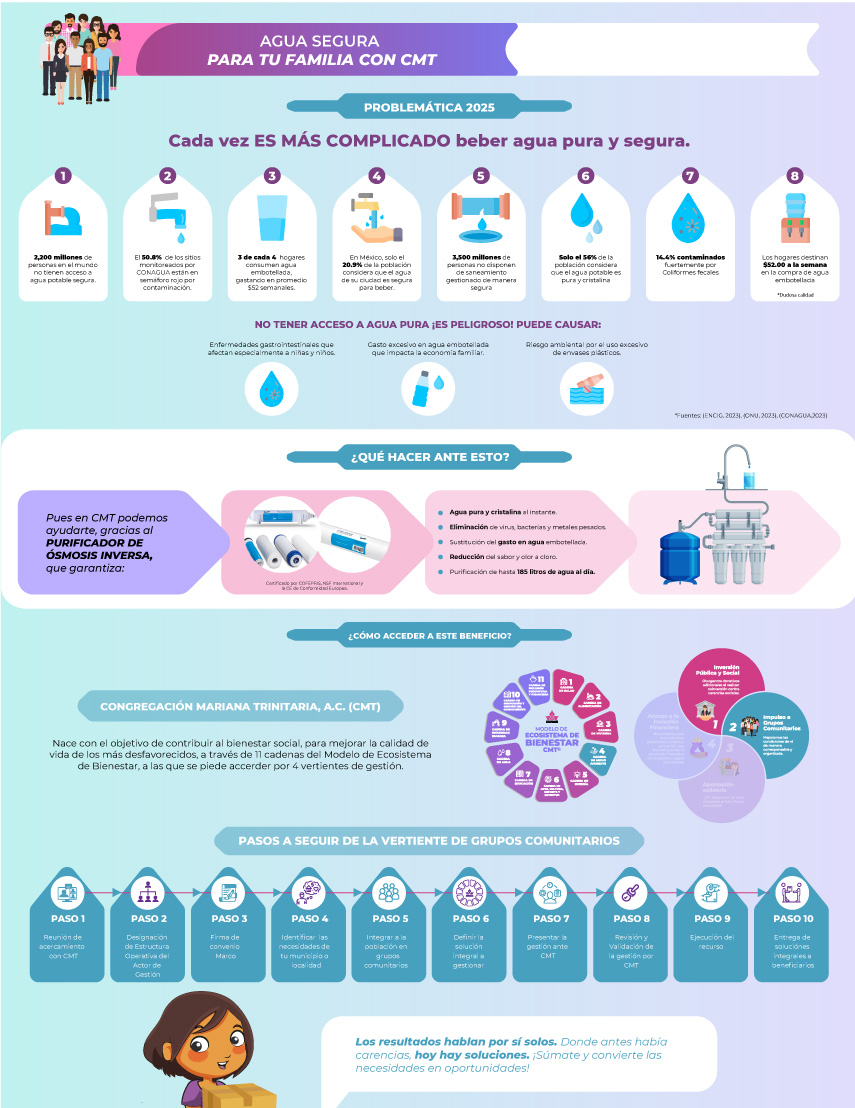 AGUA SEGURA
PARA TU FAMILIA CON CMT
PROBLEMÁTICA 2025
Cada vez ES MÁS COMPLICADO beber agua pura y segura.
1
2,200 millones de
personas en el mundo
no tienen acceso a
agua potable segura.
2
El 50.8% de los sitios
monitoreados por
CONAGUA están en
semáforo rojo por
contaminación.
3
3 de cada 4 hogares
consumen agua
embotellada,
gastando en promedio
$52 semanales.
4
En México, solo el
20.9% de la población
considera que el agua
de su ciudad es segura
para beber.
5
3,500 millones de
personas no disponen
de saneamiento
gestionado de manera
segura
6
Solo el 56% de la
población considera
que el agua potable es
pura y cristalina
7
14.4% contaminados
fuertemente por
Coliformes fecales
8
Los hogares destinan
$52.00 a la semana
en la compra de agua
embotellada
*Dudosa calidad
NO TENER ACCESO A AGUA PURA ¡ES PELIGROSO! PUEDE CAUSAR:
Enfermedades gastrointestinales que
afectan especialmente a niñas y niños.
Gasto excesivo en agua embotellada
que impacta la economía familiar.
Riesgo ambiental por el uso excesivo
de envases plásticos.
*Fuentes: (ENCIG, 2023), (ONU, 2023), (CONAGUA,2023)
¿QUÉ HACER ANTE ESTO?
Pues en CMT podemos
ayudarte, gracias al
PURIFICADOR DE
ÓSMOSIS INVERSA,
que garantiza:
Certificado por COFEPRIS, NSF International y
la CE de Conformidad Europea.
Agua pura y cristalina al instante.
Eliminación de virus, bacterias y metales pesados.
Sustitución del gasto en agua embotellada.
Reducción del sabor y olor a cloro.
Purificación de hasta 185 litros de agua al día.
¿CÓMO ACCEDER A ESTE BENEFICIO?
CONGREGACIÓN MARIANA TRINITARIA, A.C. (CMT)
Nace con el objetivo de contribuir al bienestar social, para mejorar la calidad de
vida de los más desfavorecidos, a través de 11 cadenas del Modelo de Ecosistema
de Bienestar, a las que se piede accerder por 4 vertientes de gestión.
MODELO DE
ECOSISTEMA DE
BIENESTAR
CMT®
1
2
3
4
5
6
7
8
9
10
11
Inversión
Pública y Social
1
2
Impulso a
Grupos
Comunitarios
3
4
PASOS A SEGUIR DE LA VERTIENTE DE GRUPOS COMUNITARIOS
PASO 1
Reunión de
acercamiento
con CMT
PASO 2
Designación
de Estructura
Operativa del
Actor de
Gestión
PASO 3
Firma de
convenio
Marco
PASO 4
Identificar las
necesidades de
tu municipio o
localidad
PASO 5
Integrar a la
población en
grupos
comunitarios
PASO 6
Definir la
solución
integral a
gestionar
PASO 7
Presentar la
gestión ante
CMT
PASO 8
Revisión y
Validación de
la gestión por
CMT
PASO 9
Ejecución del
recurso
PASO 10
Entrega de
soluciónes
integrales a
beneficiarios
Los resultados hablan por sí solos. Donde antes había
carencias, hoy hay soluciones. ¡Súmate y convierte las
necesidades en oportunidades!